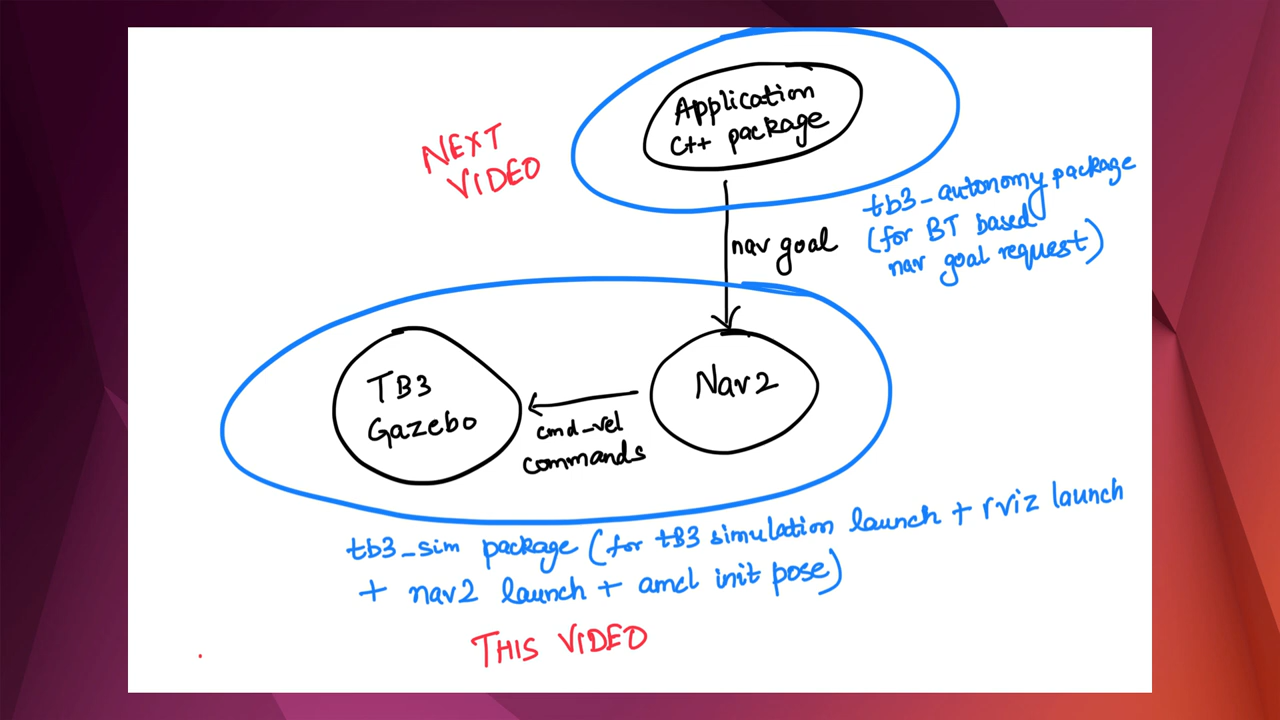 Application
C++ package
NEXT
VIDEO
tb3_autonomy package
(for BT based
nav goal request)
nav goal
TB3
Gazebo
Nav2
cmd_vel
commands
tb3_sim package (for tB3 simulation launch + rviz launch
+ nav2 launch + amcl init pose)
THIS VIDEO